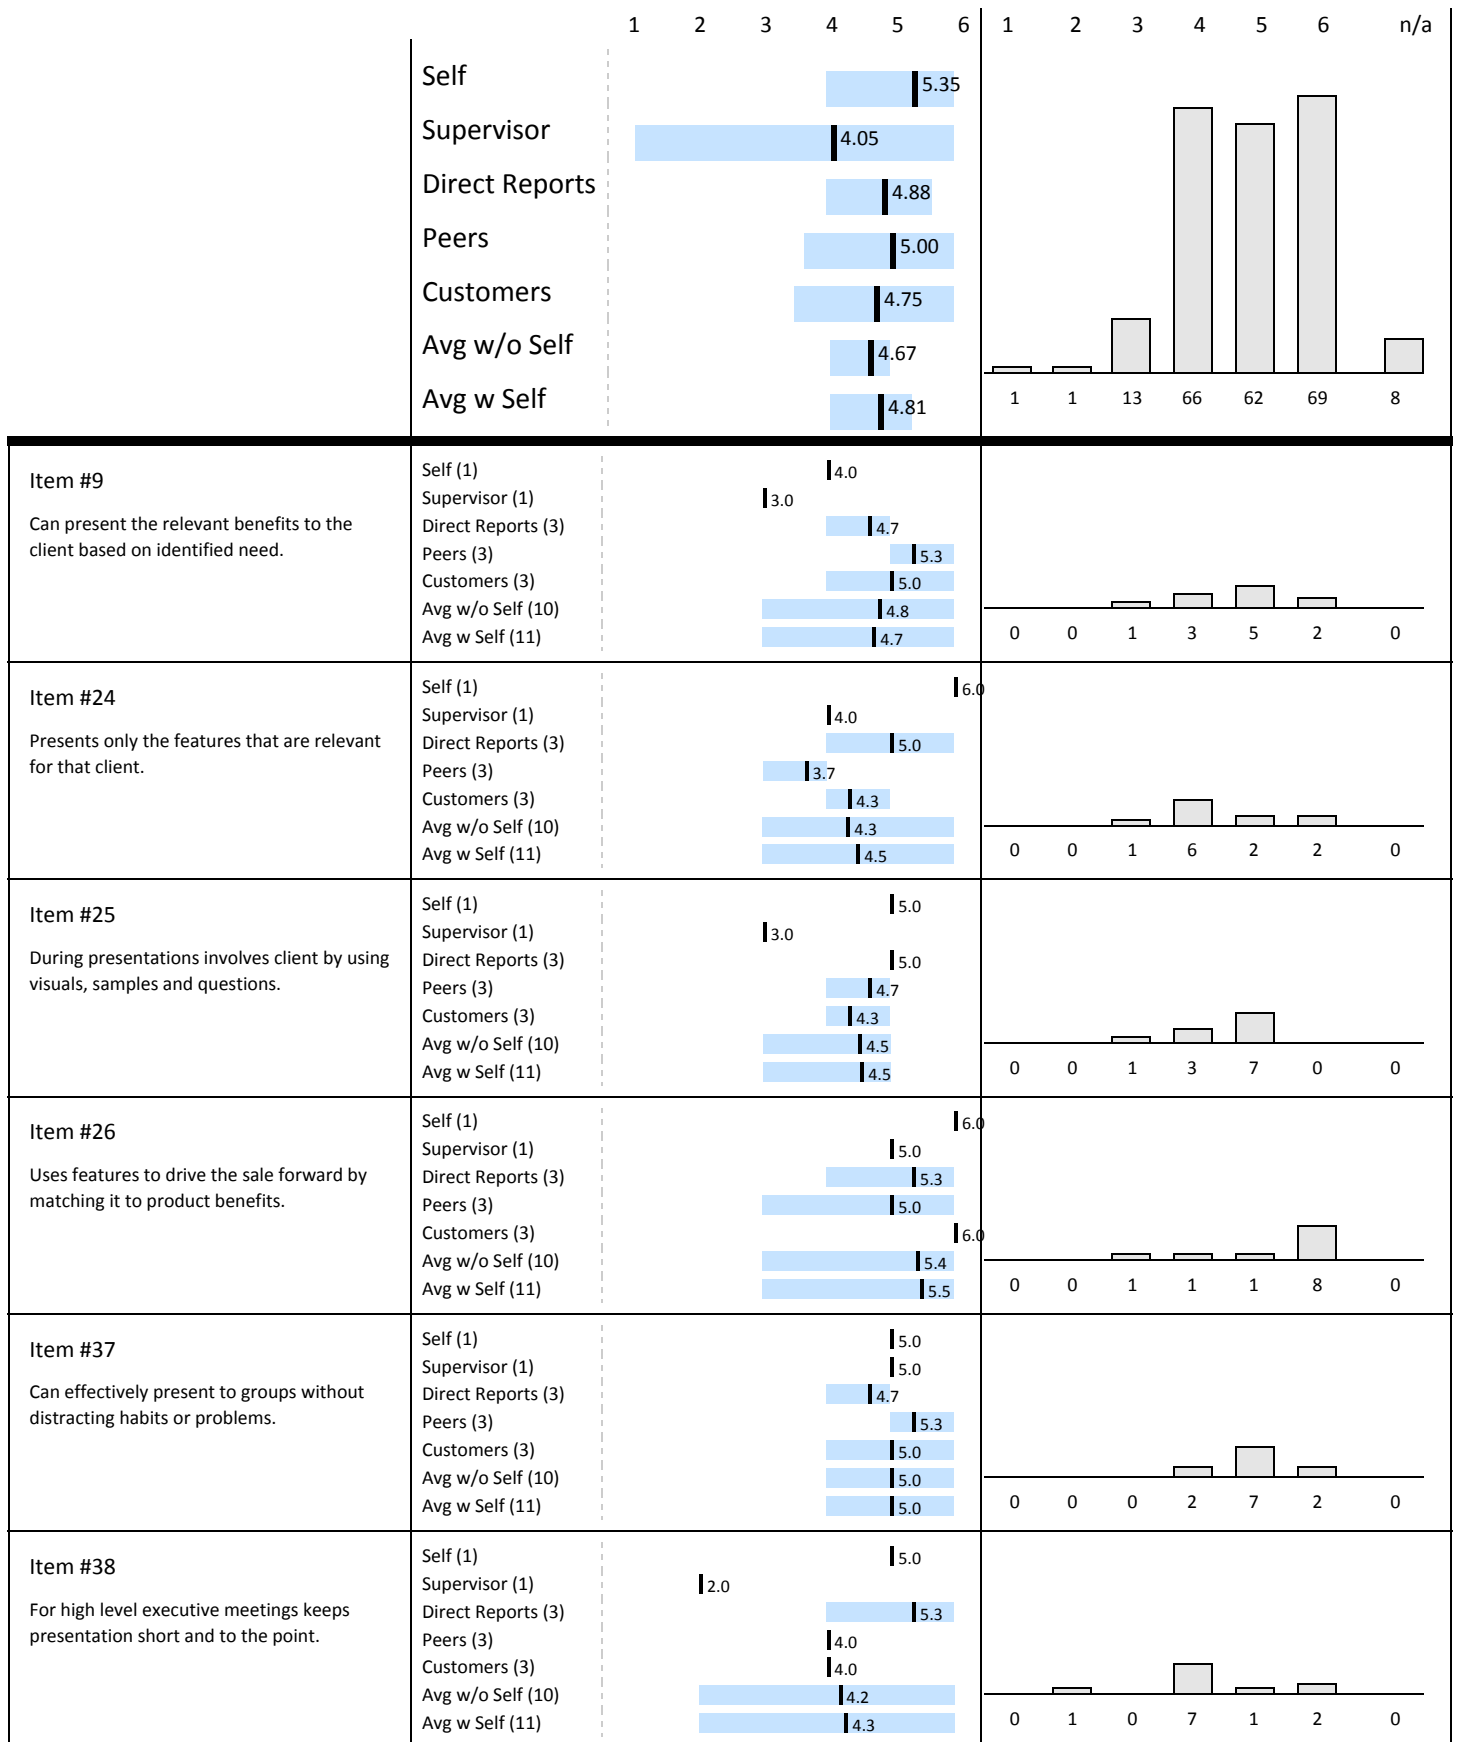 1 2 3 4 5 6 1 2 3 4 5 6 n/a
Self 5.35
Supervisor 4.05
Direct Reports 4.88
Peers 5.00
Customers 4.75
Avg w/o Self 4.67
Avg w Self 4.81
1 1 13 66 62 69 8
Item #9
Can present the relevant benefits to the
client based on identified need.
Self (1) 4.0
Supervisor (1) 3.0
Direct Reports (3) 4.7
Peers (3) 5.3
Customers (3) 5.0
Avg w/o Self (10) 4.8
Avg w Self (11) 4.7
0 0 1 3 5 2 0
Item #24
Presents only the features that are relevant
for that client.
Self (1) 6.0
Supervisor (1) 4.0
Direct Reports (3) 5.0
Peers (3) 3.7
Customers (3) 4.3
Avg w/o Self (10) 4.3
Avg w Self (11) 4.5
0 0 1 6 2 2 0
Item #25
During presentations involves client by using
visuals, samples and questions.
Self (1) 5.0
Supervisor (1) 3.0
Direct Reports (3) 5.0
Peers (3) 4.7
Customers (3) 4.3
Avg w/o Self (10) 4.5
Avg w Self (11) 4.5
0 0 1 3 7 0 0
Item #26
Uses features to drive the sale forward by
matching it to product benefits.
Self (1) 6.0
Supervisor (1) 5.0
Direct Reports (3) 5.3
Peers (3) 5.0
Customers (3) 6.0
Avg w/o Self (10) 5.4
Avg w Self (11) 5.5
0 0 1 1 1 8 0
Item #37
Can effectively present to groups without
distracting habits or problems.
Self (1) 5.0
Supervisor (1) 5.0
Direct Reports (3) 4.7
Peers (3) 5.3
Customers (3) 5.0
Avg w/o Self (10) 5.0
Avg w Self (11) 5.0
0 0 0 2 7 2 0
Item #38
For high level executive meetings keeps
presentation short and to the point.
Self (1) 5.0
Supervisor (1) 2.0
Direct Reports (3) 5.3
Peers (3) 4.0
Customers (3) 4.0
Avg w/o Self (10) 4.2
Avg w Self (11) 4.3
0 1 0 7 1 2 0